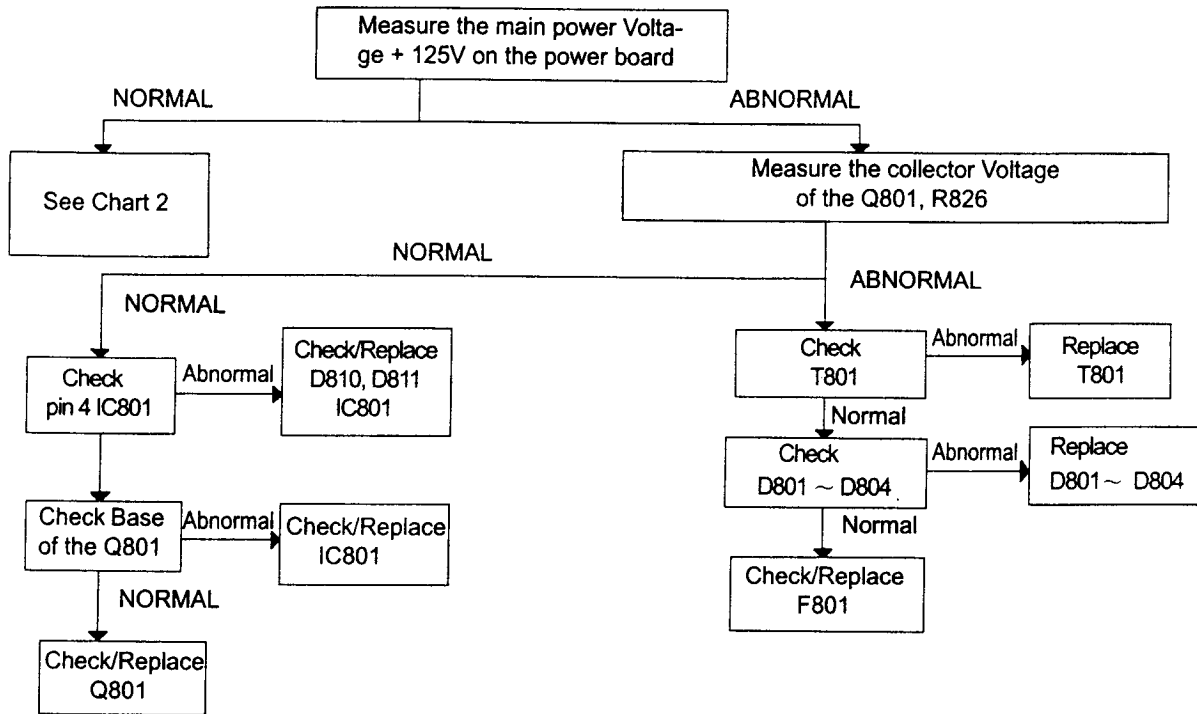 Measure the main power Volta-
ge + 125V on the power board
NORMAL
ABNORMAL
See Chart 2
Measure the collector Voltage
of the Q801, R826
NORMAL
ABNORMAL
NORMAL
Check
pin 4 IC801
Abnormal
Check/Replace
D810, D811
IC801
Check
T801
Abnormal
Replace
T801
Normal
Check
D801 ~ D804
Abnormal
Replace
D801 ~ D804
Check Base
of the Q801
Abnormal
Check/Replace
IC801
Normal
Check/Replace
F801
NORMAL
Check/Replace
Q801